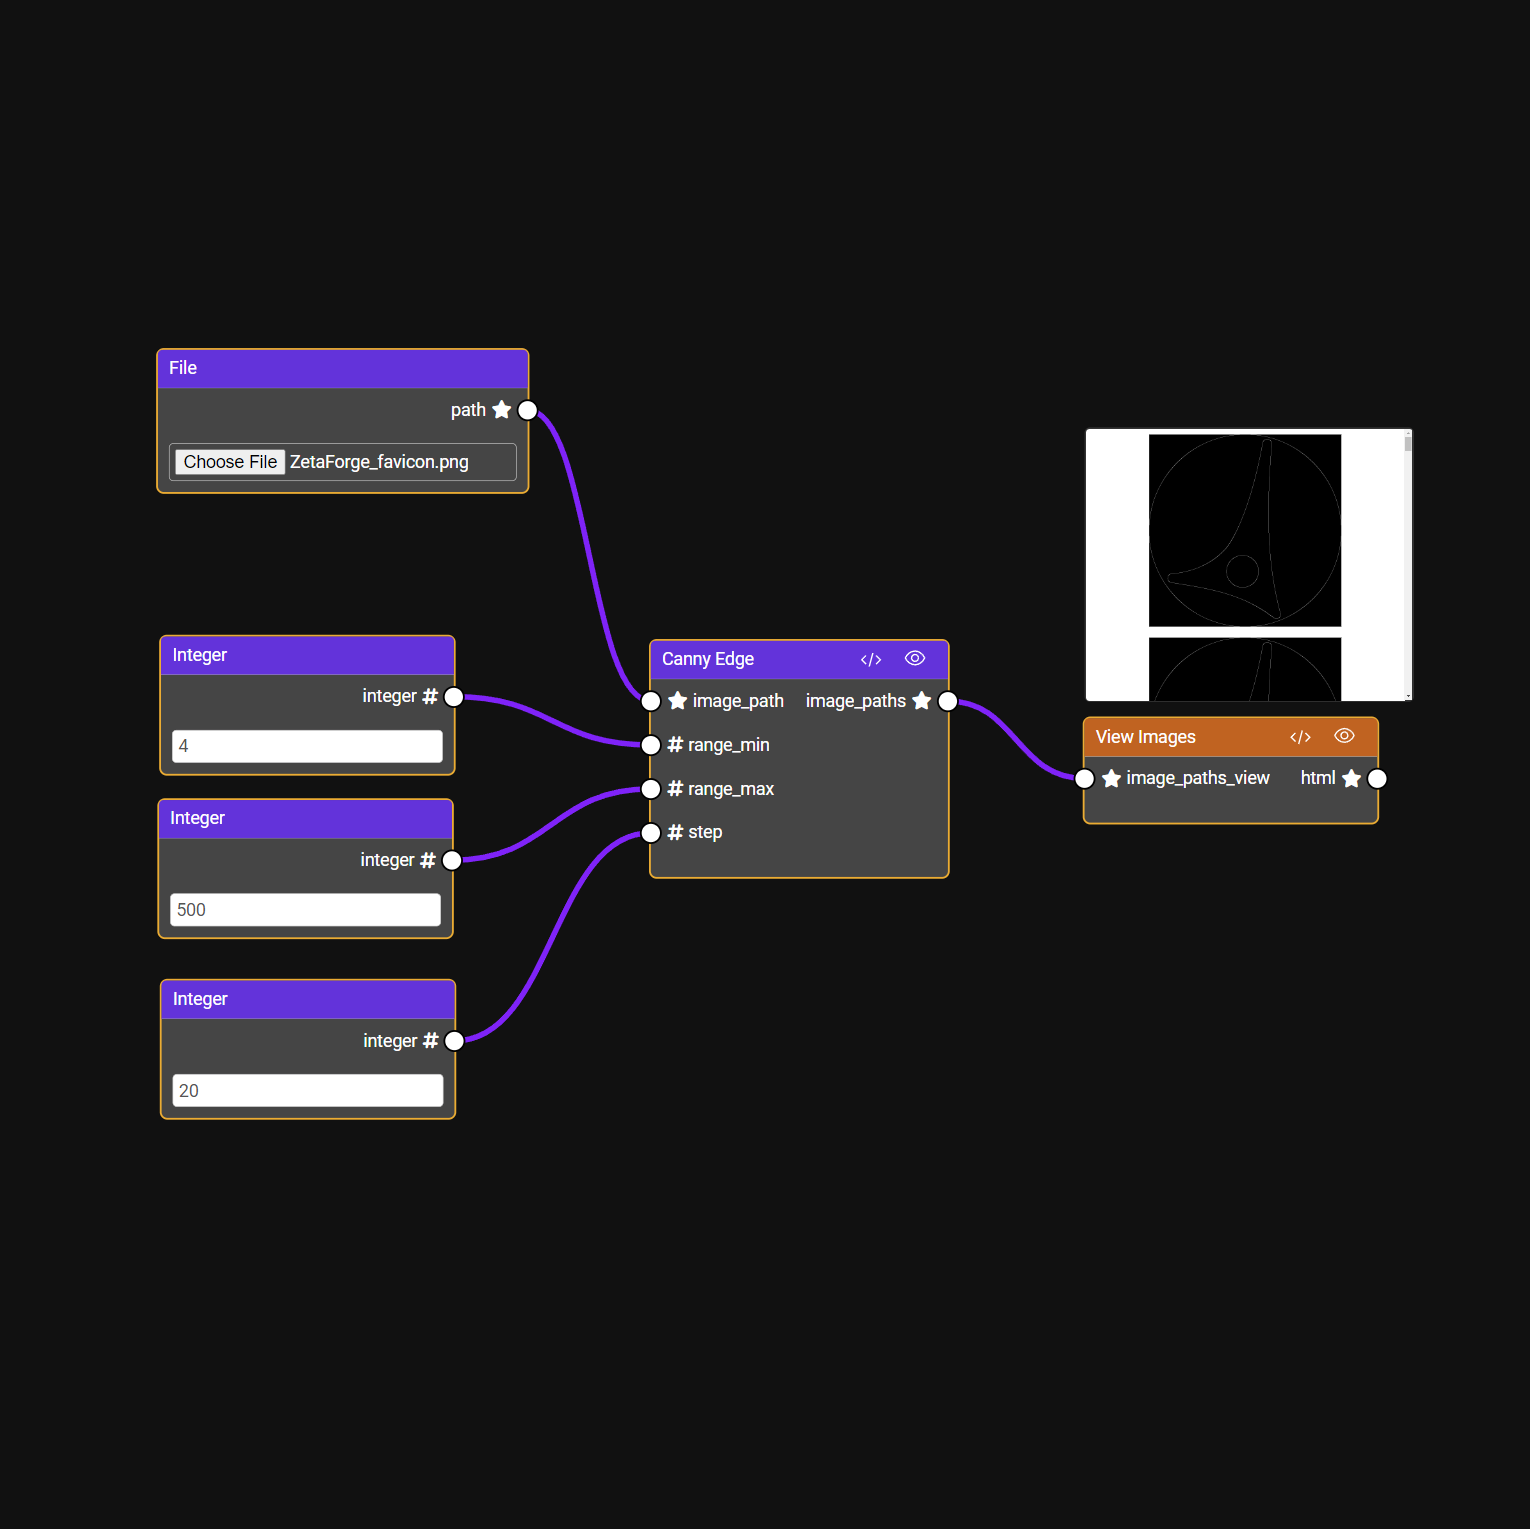 File
path
Choose File ZetaForge_favicon.png
Integer
integer #
4
Integer
integer #
500
Integer
integer #
20
Canny Edge </>
image_path image_paths
# range_min
# range_max
# step
View Images </>
image_paths_view html